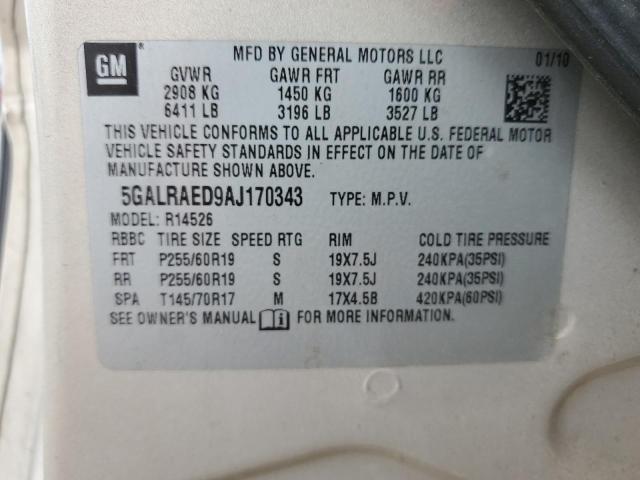 GM ®
MFD BY GENERAL MOTORS LLC 01/10
GVWR GAWR FRT GAWR RR
2908 KG 1450 KG 1600 KG
6411 LB 3196 LB 3527 LB
THIS VEHICLE CONFORMS TO ALL APPLICABLE U.S. FEDERAL MOTOR
VEHICLE SAFETY STANDARDS IN EFFECT ON THE DATE OF
MANUFACTURE SHOWN ABOVE.
5GALRAED9AJ170343 TYPE: M.P.V.
MODEL: R14526
RBBC TIRE SIZE SPEED RTG RIM COLD TIRE PRESSURE
FRT P255/60R19 S 19X7.5J 240KPA(35PSI)
RR P255/60R19 S 19X7.5J 240KPA(35PSI)
SPA T145/70R17 M 17X4.5B 420KPA(60PSI)
SEE OWNER'S MANUAL i FOR MORE INFORMATION.